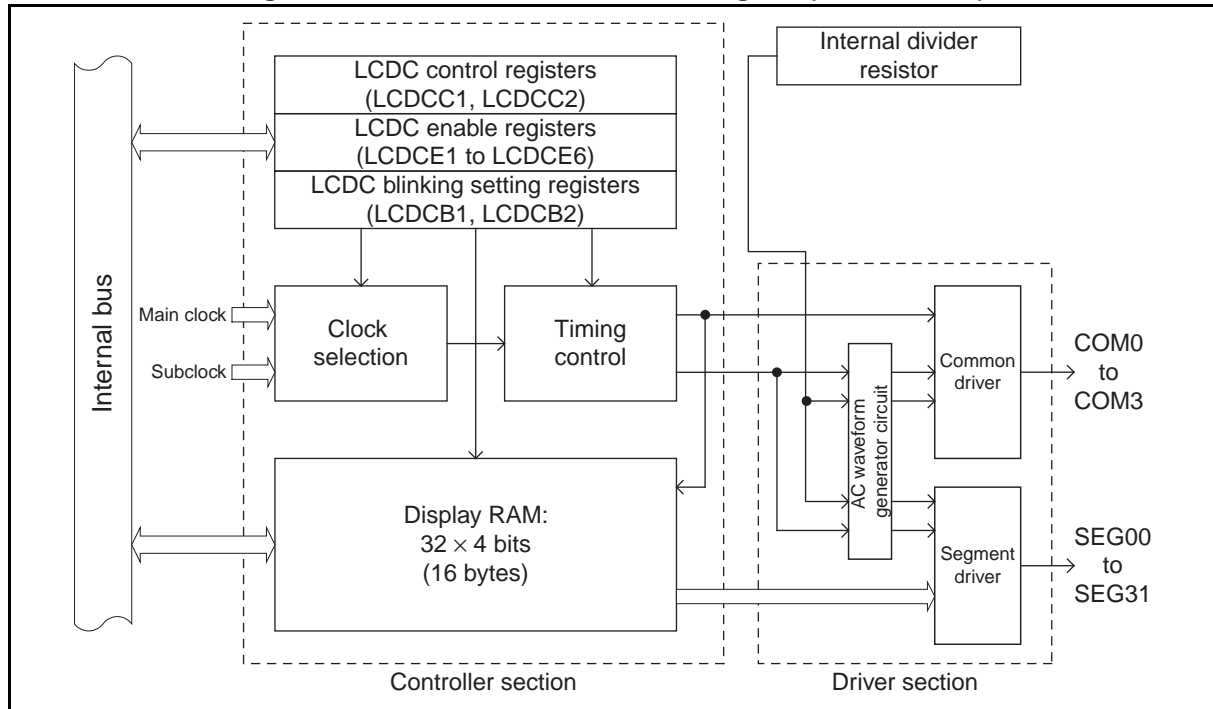 LCDC control registers
(LCDCC1, LCDCC2)
LCDC enable registers
(LCDCE1 to LCDCE6)
LCDC blinking setting registers
(LCDCB1, LCDCB2)
Internal divider
resistor
Internal bus
Main clock
Subclock
Clock
selection
Timing
control
AC waveform
generator circuit
Common
driver
COM0
to
COM3
Display RAM:
32 × 4 bits
(16 bytes)
Segment
driver
SEG00
to
SEG31
Controller section
Driver section